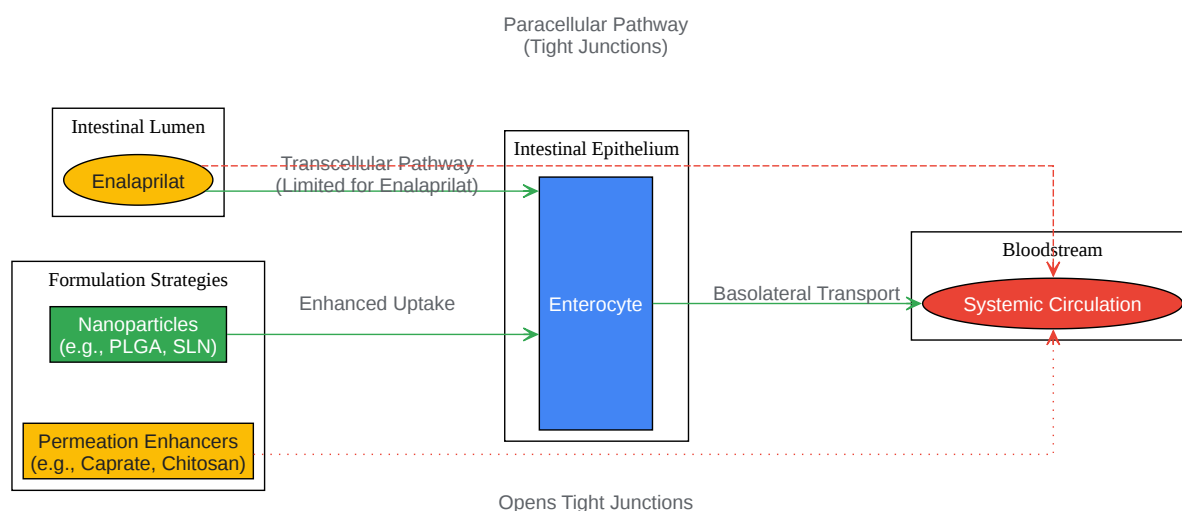 Paracellular Pathway
(Tight Junctions)
Intestinal Lumen
Enalaprilat
Transcellular Pathway
(Limited for Enalaprilat)
Intestinal Epithelium
Enterocyte
Bloodstream
Systemic Circulation
Basolateral Transport
Formulation Strategies
Nanoparticles
(e.g., PLGA, SLN)
Enhanced Uptake
Permeation Enhancers
(e.g., Caprate, Chitosan)
Opens Tight Junctions